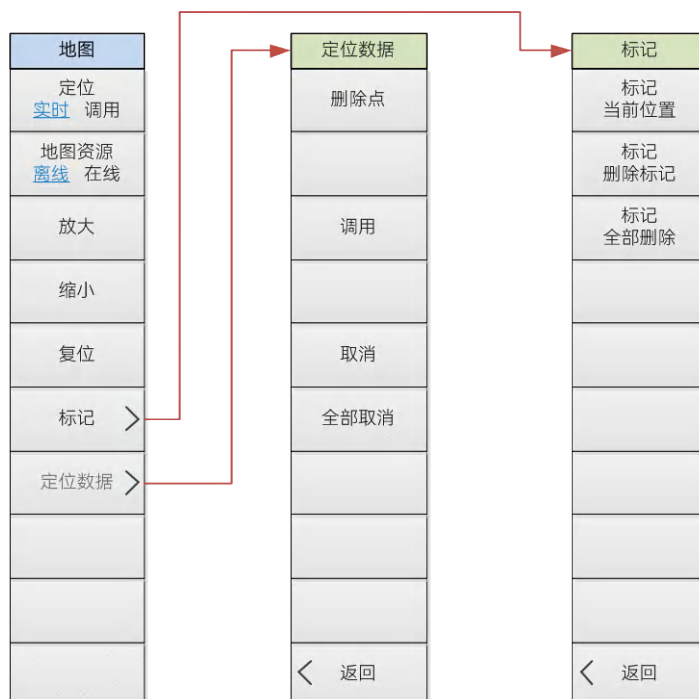 地图
定位
实时 调用
地图资源
离线 在线
放大
缩小
复位
标记
定位数据
定位数据
删除点
调用
取消
全部取消
返回
标记
标记
当前位置
标记
删除标记
标记
全部删除
返回